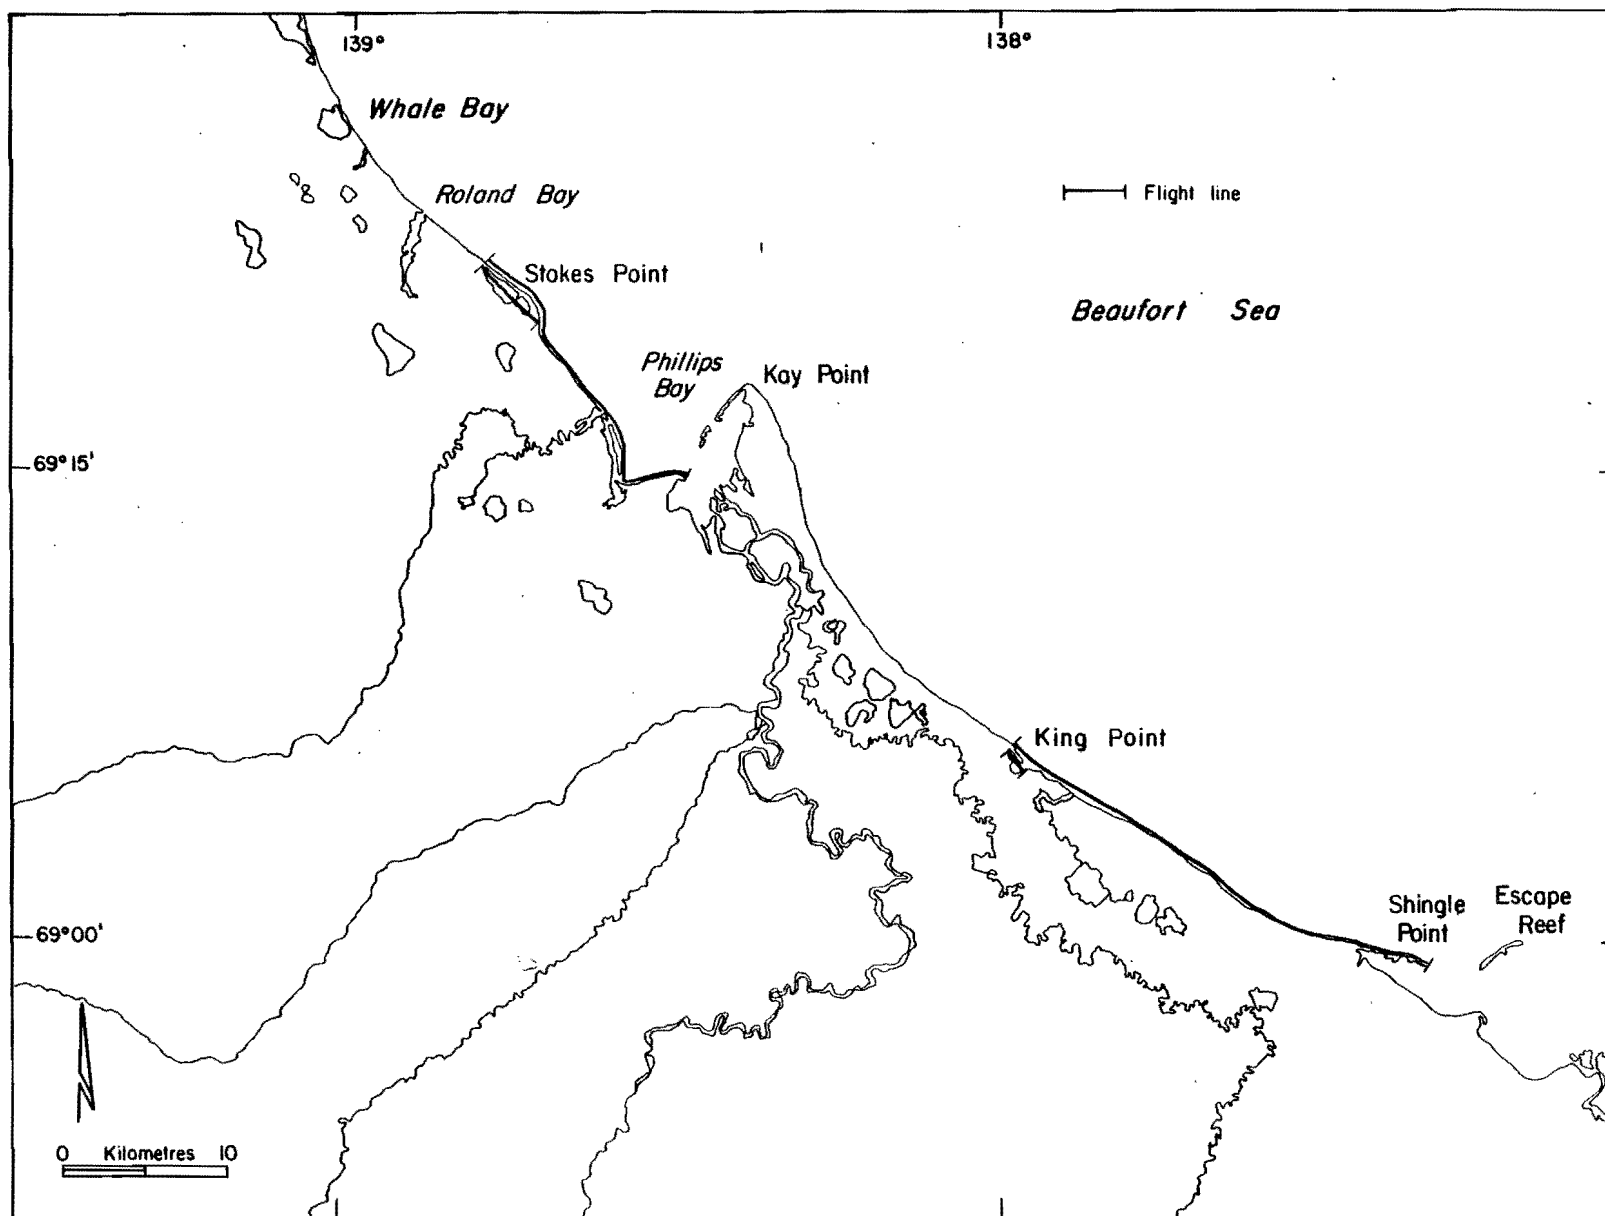 139°
138°
Whale Bay
Roland Bay
Flight line
Stokes Point
Beaufort Sea
Phillips
Bay
Kay Point
69°15'
King Point
Shingle
Point
Escape
Reef
69°00'
N
0 Kilometres 10